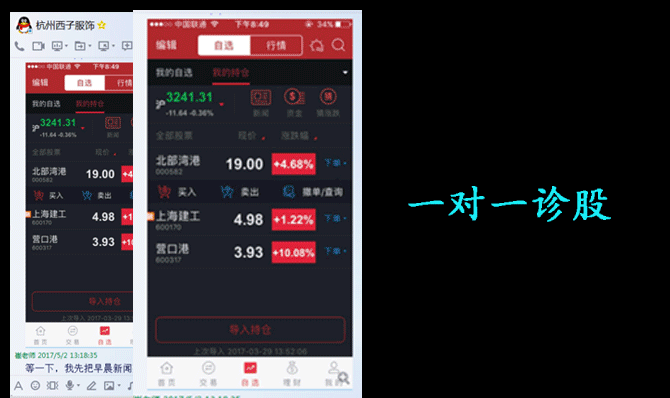 杭州西子服饰
中国联通
下午8:49
编辑
自选
行情
我的自选
我的持仓
沪
3241.31
-11.64 -0.36%
新闻
全部股票
现价
北部湾港
000582
19.00
买入
卖出
上海建工
600170
4.98
营口港
600317
3.93
导入持仓
上次导入 2017-03-29
首页
交易
自选
崔老师 2017/5/2 13:18:35
等一下，我先把早晨新闻
中国联通
下午8:49
34%
编辑
自选
行情
我的自选
我的持仓
沪
3241.31
-11.64 -0.36%
新闻
资金
猜涨跌
全部股票
现价
涨跌幅
北部湾港
000582
19.00
+4.68%
下单
买入
卖出
撤单/查询
上海建工
600170
4.98
+1.22%
下单
营口港
600317
3.93
+10.08%
下单
导入持仓
上次导入 2017-03-29 13:52:06
首页
交易
自选
理财
我的
一对一诊股